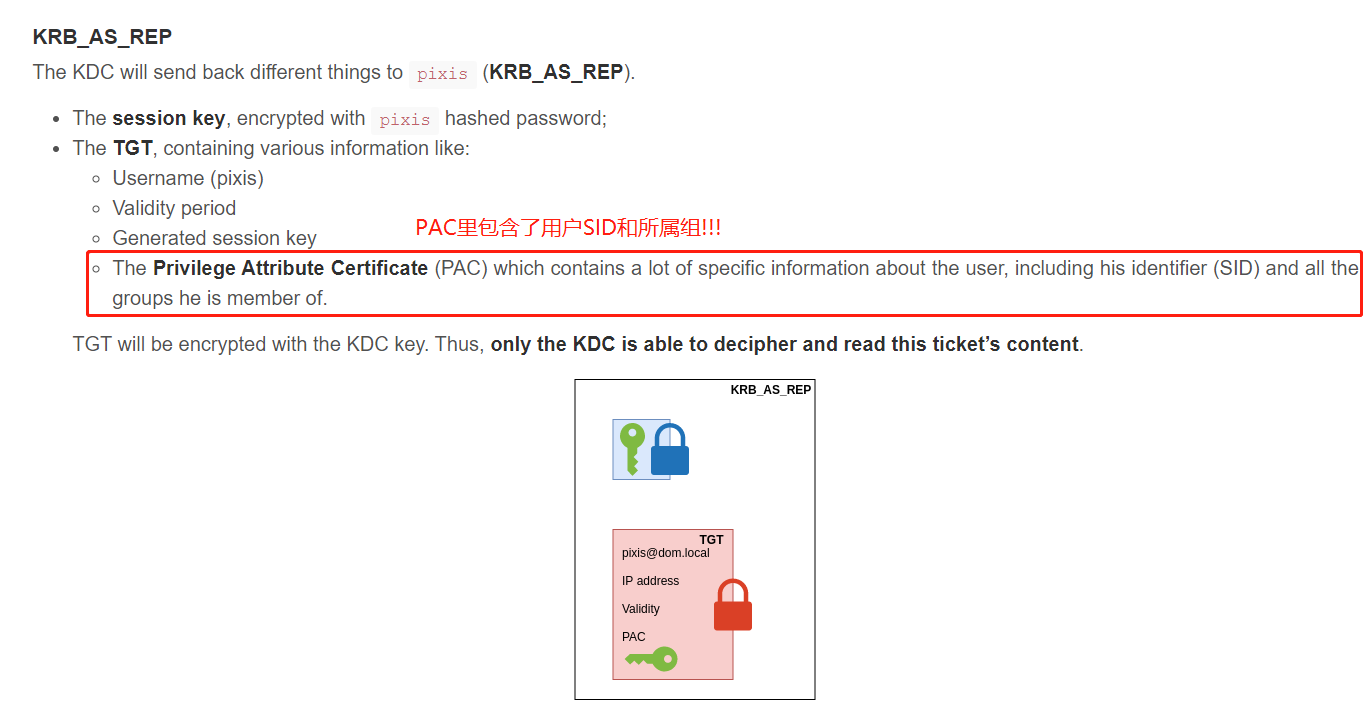 KRB_AS_REP
The KDC will send back different things to pixis (KRB_AS_REP).
The session key, encrypted with pixis hashed password;
The TGT, containing various information like:
Username (pixis)
Validity period
Generated session key
PAC里包含了用户SID和所属组!!!
The Privilege Attribute Certificate (PAC) which contains a lot of specific information about the user, including his identifier (SID) and all the
groups he is member of.
TGT will be encrypted with the KDC key. Thus, only the KDC is able to decipher and read this ticket’s content.
KRB_AS_REP
TGT
pixis@dom.local
IP address
Validity
PAC